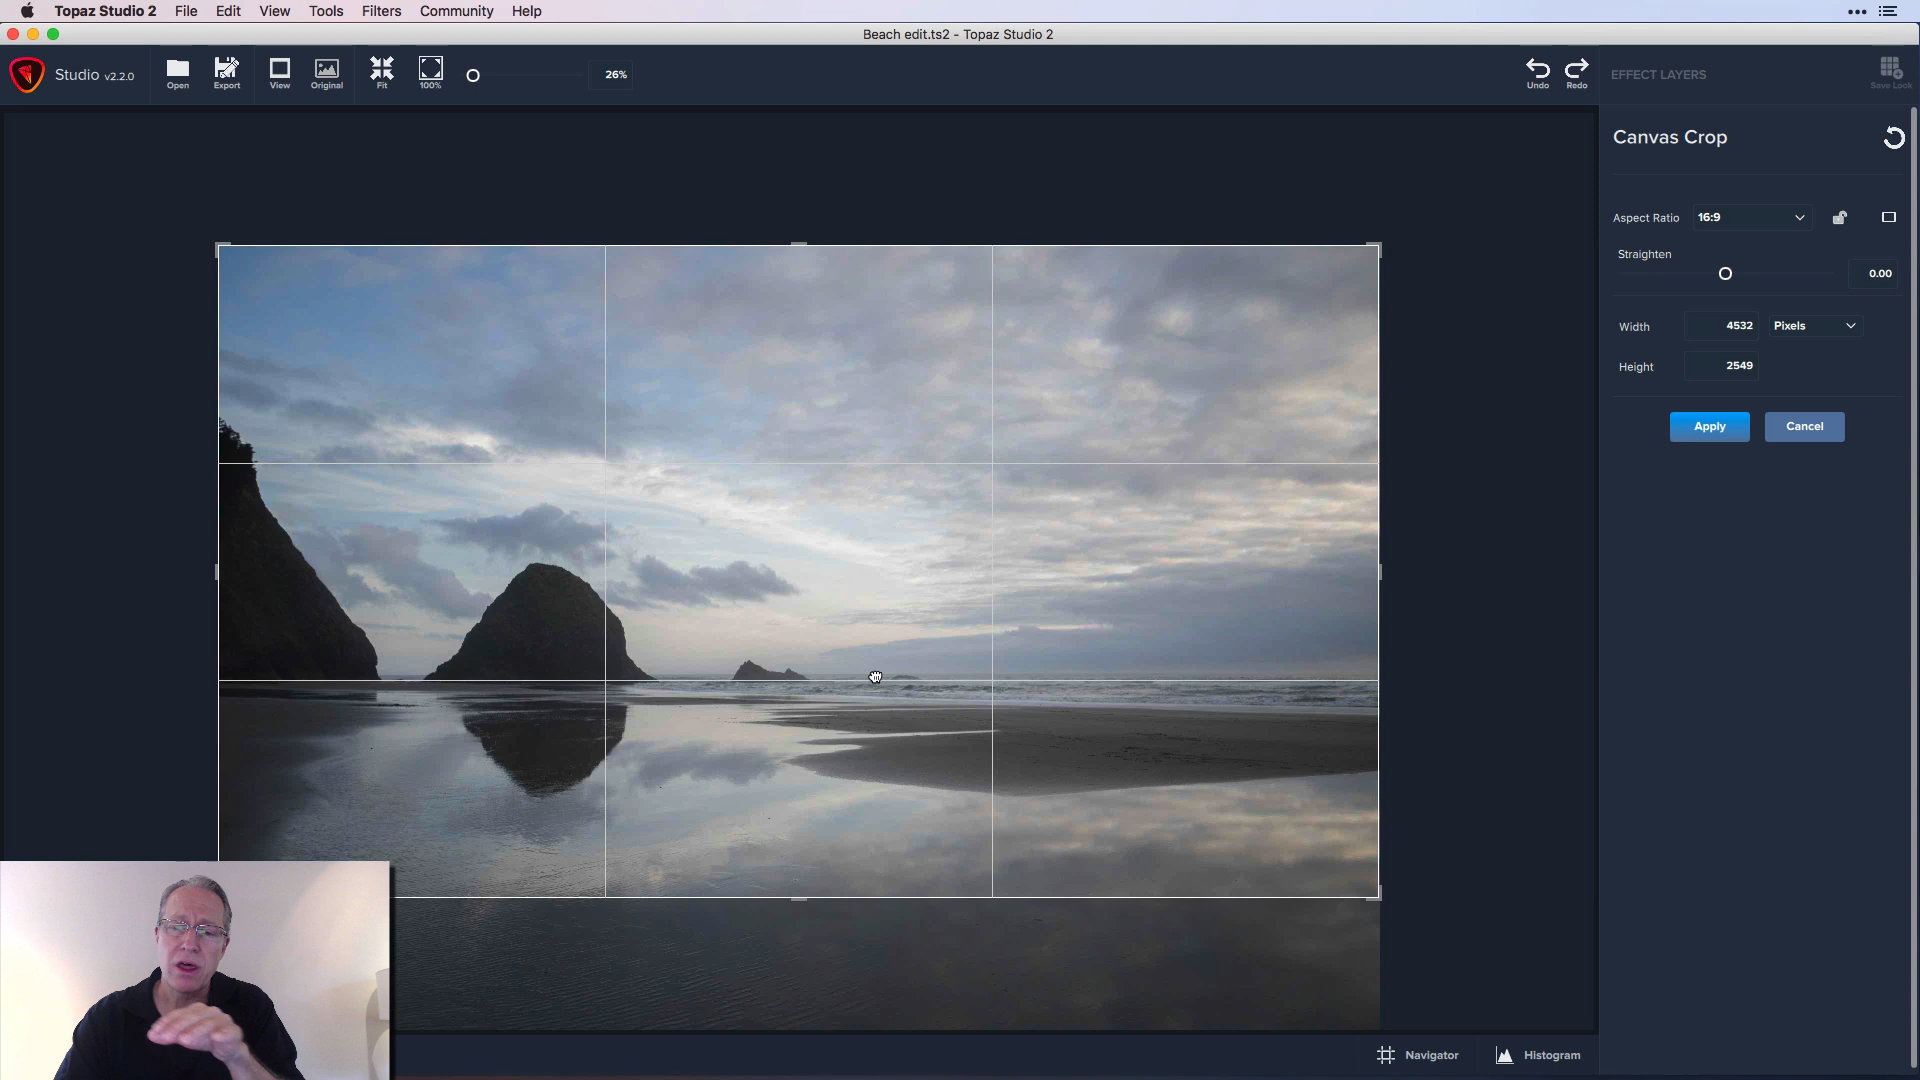 Topaz Studio 2 File Edit View Tools Filters Community Help
Beach edit.ts2 - Topaz Studio 2
Studio v2.2.0
Open
Export
View
Original
Fit
100%
26%
Undo
Redo
EFFECT LAYERS
Save Look
Canvas Crop
Aspect Ratio 16:9
Straighten
0.00
Width 4532 Pixels
Height 2549
Apply Cancel
Navigator Histogram